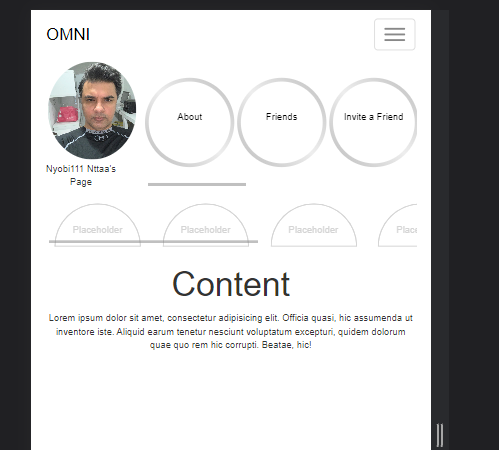 OMNI
About
Friends
Invite a Friend
Nyobi111 Nttaa's
Page
Placeholder
Placeholder
Placeholder
Content
Lorem ipsum dolor sit amet, consectetur adipisicing elit. Officia quasi, hic assumenda ut
inventore iste. Aliquid earum tenetur nesciunt voluptatum excepturi, quidem dolorum
quae quo rem hic corrupti. Beatae, hic!